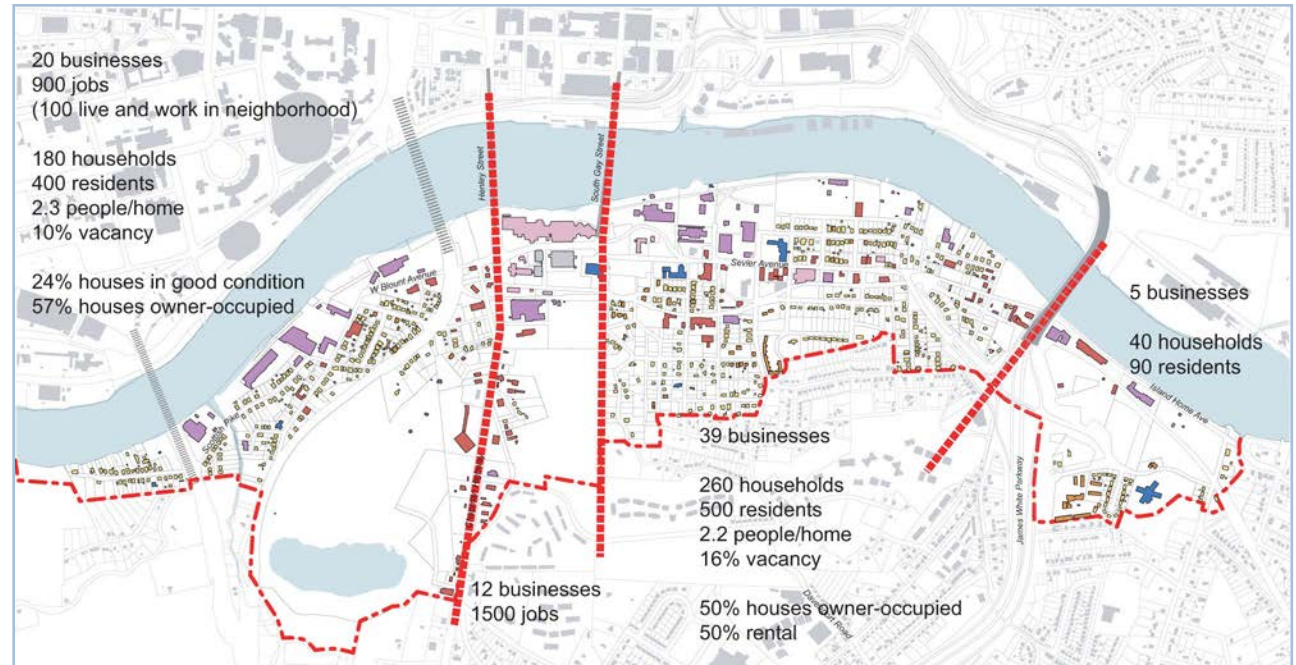 20 businesses
900 jobs
(100 live and work in neighborhood)
180 households
400 residents
2.3 people/home
10% vacancy
24% houses in good condition
57% houses owner-occupied
Henley Street
South Gay Street
W Blount Avenue
Sevier Avenue
5 businesses
40 households
90 residents
Island Home Ave
39 businesses
260 households
500 residents
2.2 people/home
16% vacancy
50% houses owner-occupied
50% rental
12 businesses
1500 jobs
James White Parkway
Road